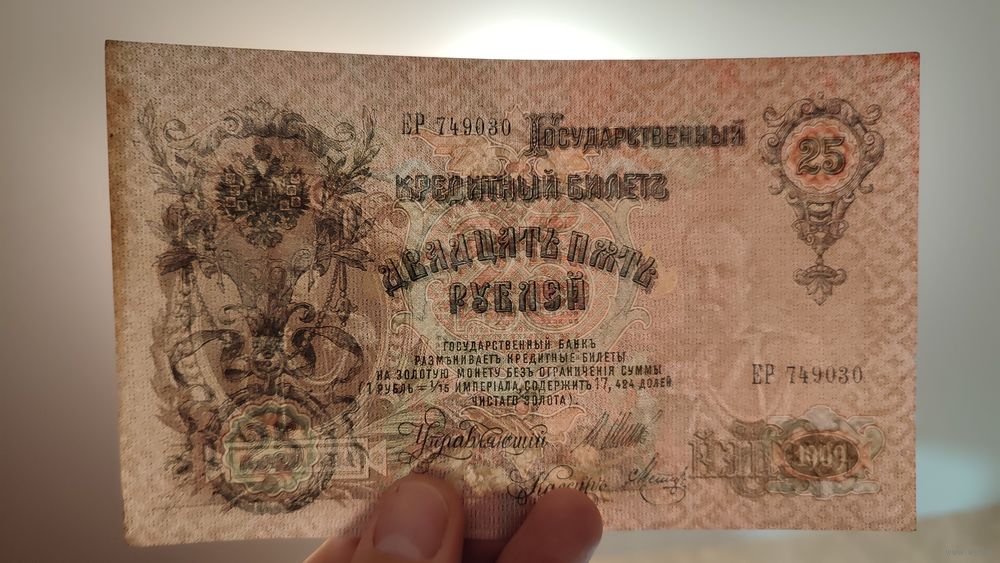 ЕР 749030 Государственный
25
Кредитный Билетъ
Двадцать пять
рублей
Государственный банкъ
размѣниваетъ кредитные билеты
на золотую монету безъ ограниченія суммы
(1 рубль = 1/15 имперіала, содержитъ 17, 424 долей
чистаго золота).
ЕР 749030
Управляющій
Кассиръ
1909